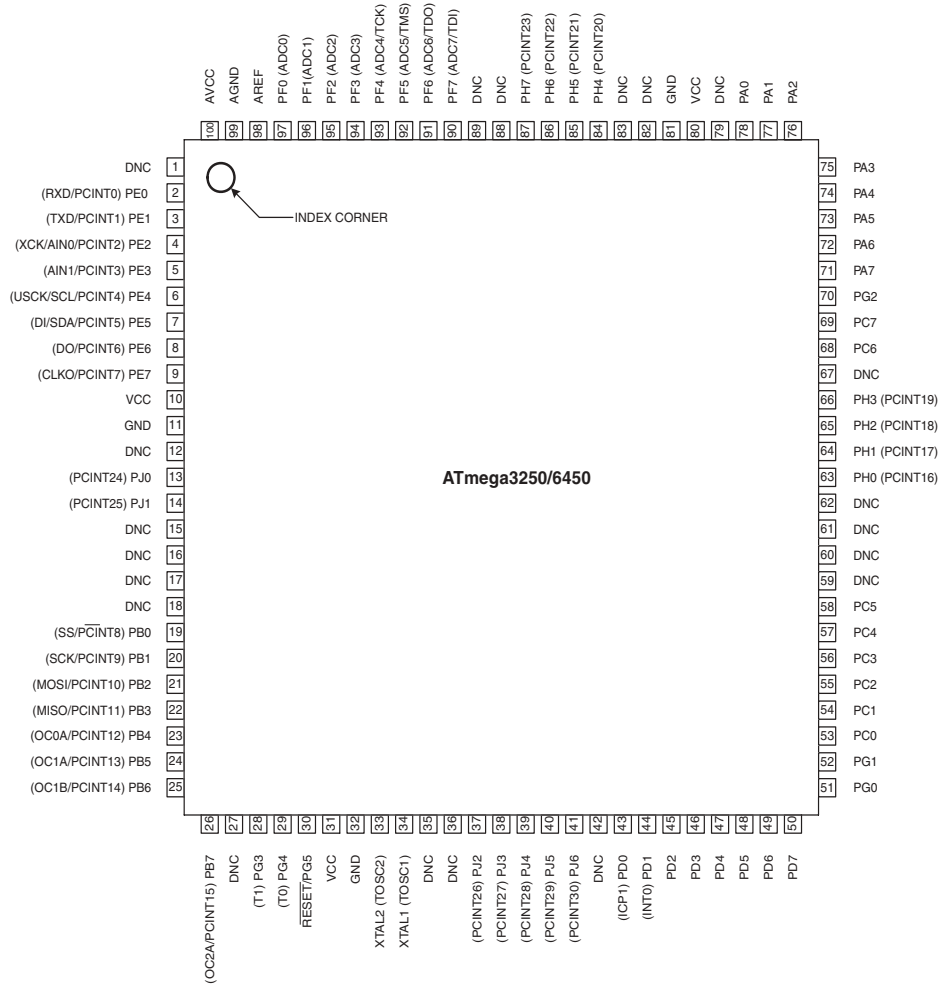 AVCC
AGND
AREF
PF0 (ADC0)
PF1(ADC1)
PF2 (ADC2)
PF3 (ADC3)
PF4 (ADC4/TCK)
PF5 (ADC5/TMS)
PF6 (ADC6/TDO)
PF7 (ADC7/TDI)
DNC
DNC
PH7 (PCINT23)
PH6 (PCINT22)
PH5 (PCINT21)
PH4 (PCINT20)
DNC
DNC
GND
VCC
DNC
PA0
PA1
PA2
100
99
98
97
96
95
94
93
92
91
90
89
88
87
86
85
84
83
82
81
80
79
78
77
76
INDEX CORNER
DNC 1
(RXD/PCINT0) PE0 2
(TXD/PCINT1) PE1 3
(XCK/AIN0/PCINT2) PE2 4
(AIN1/PCINT3) PE3 5
(USCK/SCL/PCINT4) PE4 6
(DI/SDA/PCINT5) PE5 7
(DO/PCINT6) PE6 8
(CLKO/PCINT7) PE7 9
VCC 10
GND 11
DNC 12
(PCINT24) PJ0 13
(PCINT25) PJ1 14
DNC 15
DNC 16
DNC 17
DNC 18
(SS/PCINT8) PB0 19
(SCK/PCINT9) PB1 20
(MOSI/PCINT10) PB2 21
(MISO/PCINT11) PB3 22
(OC0A/PCINT12) PB4 23
(OC1A/PCINT13) PB5 24
(OC1B/PCINT14) PB6 25
ATmega3250/6450
75 PA3
74 PA4
73 PA5
72 PA6
71 PA7
70 PG2
69 PC7
68 PC6
67 DNC
66 PH3 (PCINT19)
65 PH2 (PCINT18)
64 PH1 (PCINT17)
63 PH0 (PCINT16)
62 DNC
61 DNC
60 DNC
59 DNC
58 PC5
57 PC4
56 PC3
55 PC2
54 PC1
53 PC0
52 PG1
51 PG0
26
27
28
29
30
31
32
33
34
35
36
37
38
39
40
41
42
43
44
45
46
47
48
49
50
(OC2A/PCINT15) PB7
DNC
(T1) PG3
(T0) PG4
RESET/PG5
VCC
GND
XTAL2 (TOSC2)
XTAL1 (TOSC1)
DNC
DNC
(PCINT26) PJ2
(PCINT27) PJ3
(PCINT28) PJ4
(PCINT29) PJ5
(PCINT30) PJ6
DNC
(ICP1) PD0
(INT0) PD1
PD2
PD3
PD4
PD5
PD6
PD7